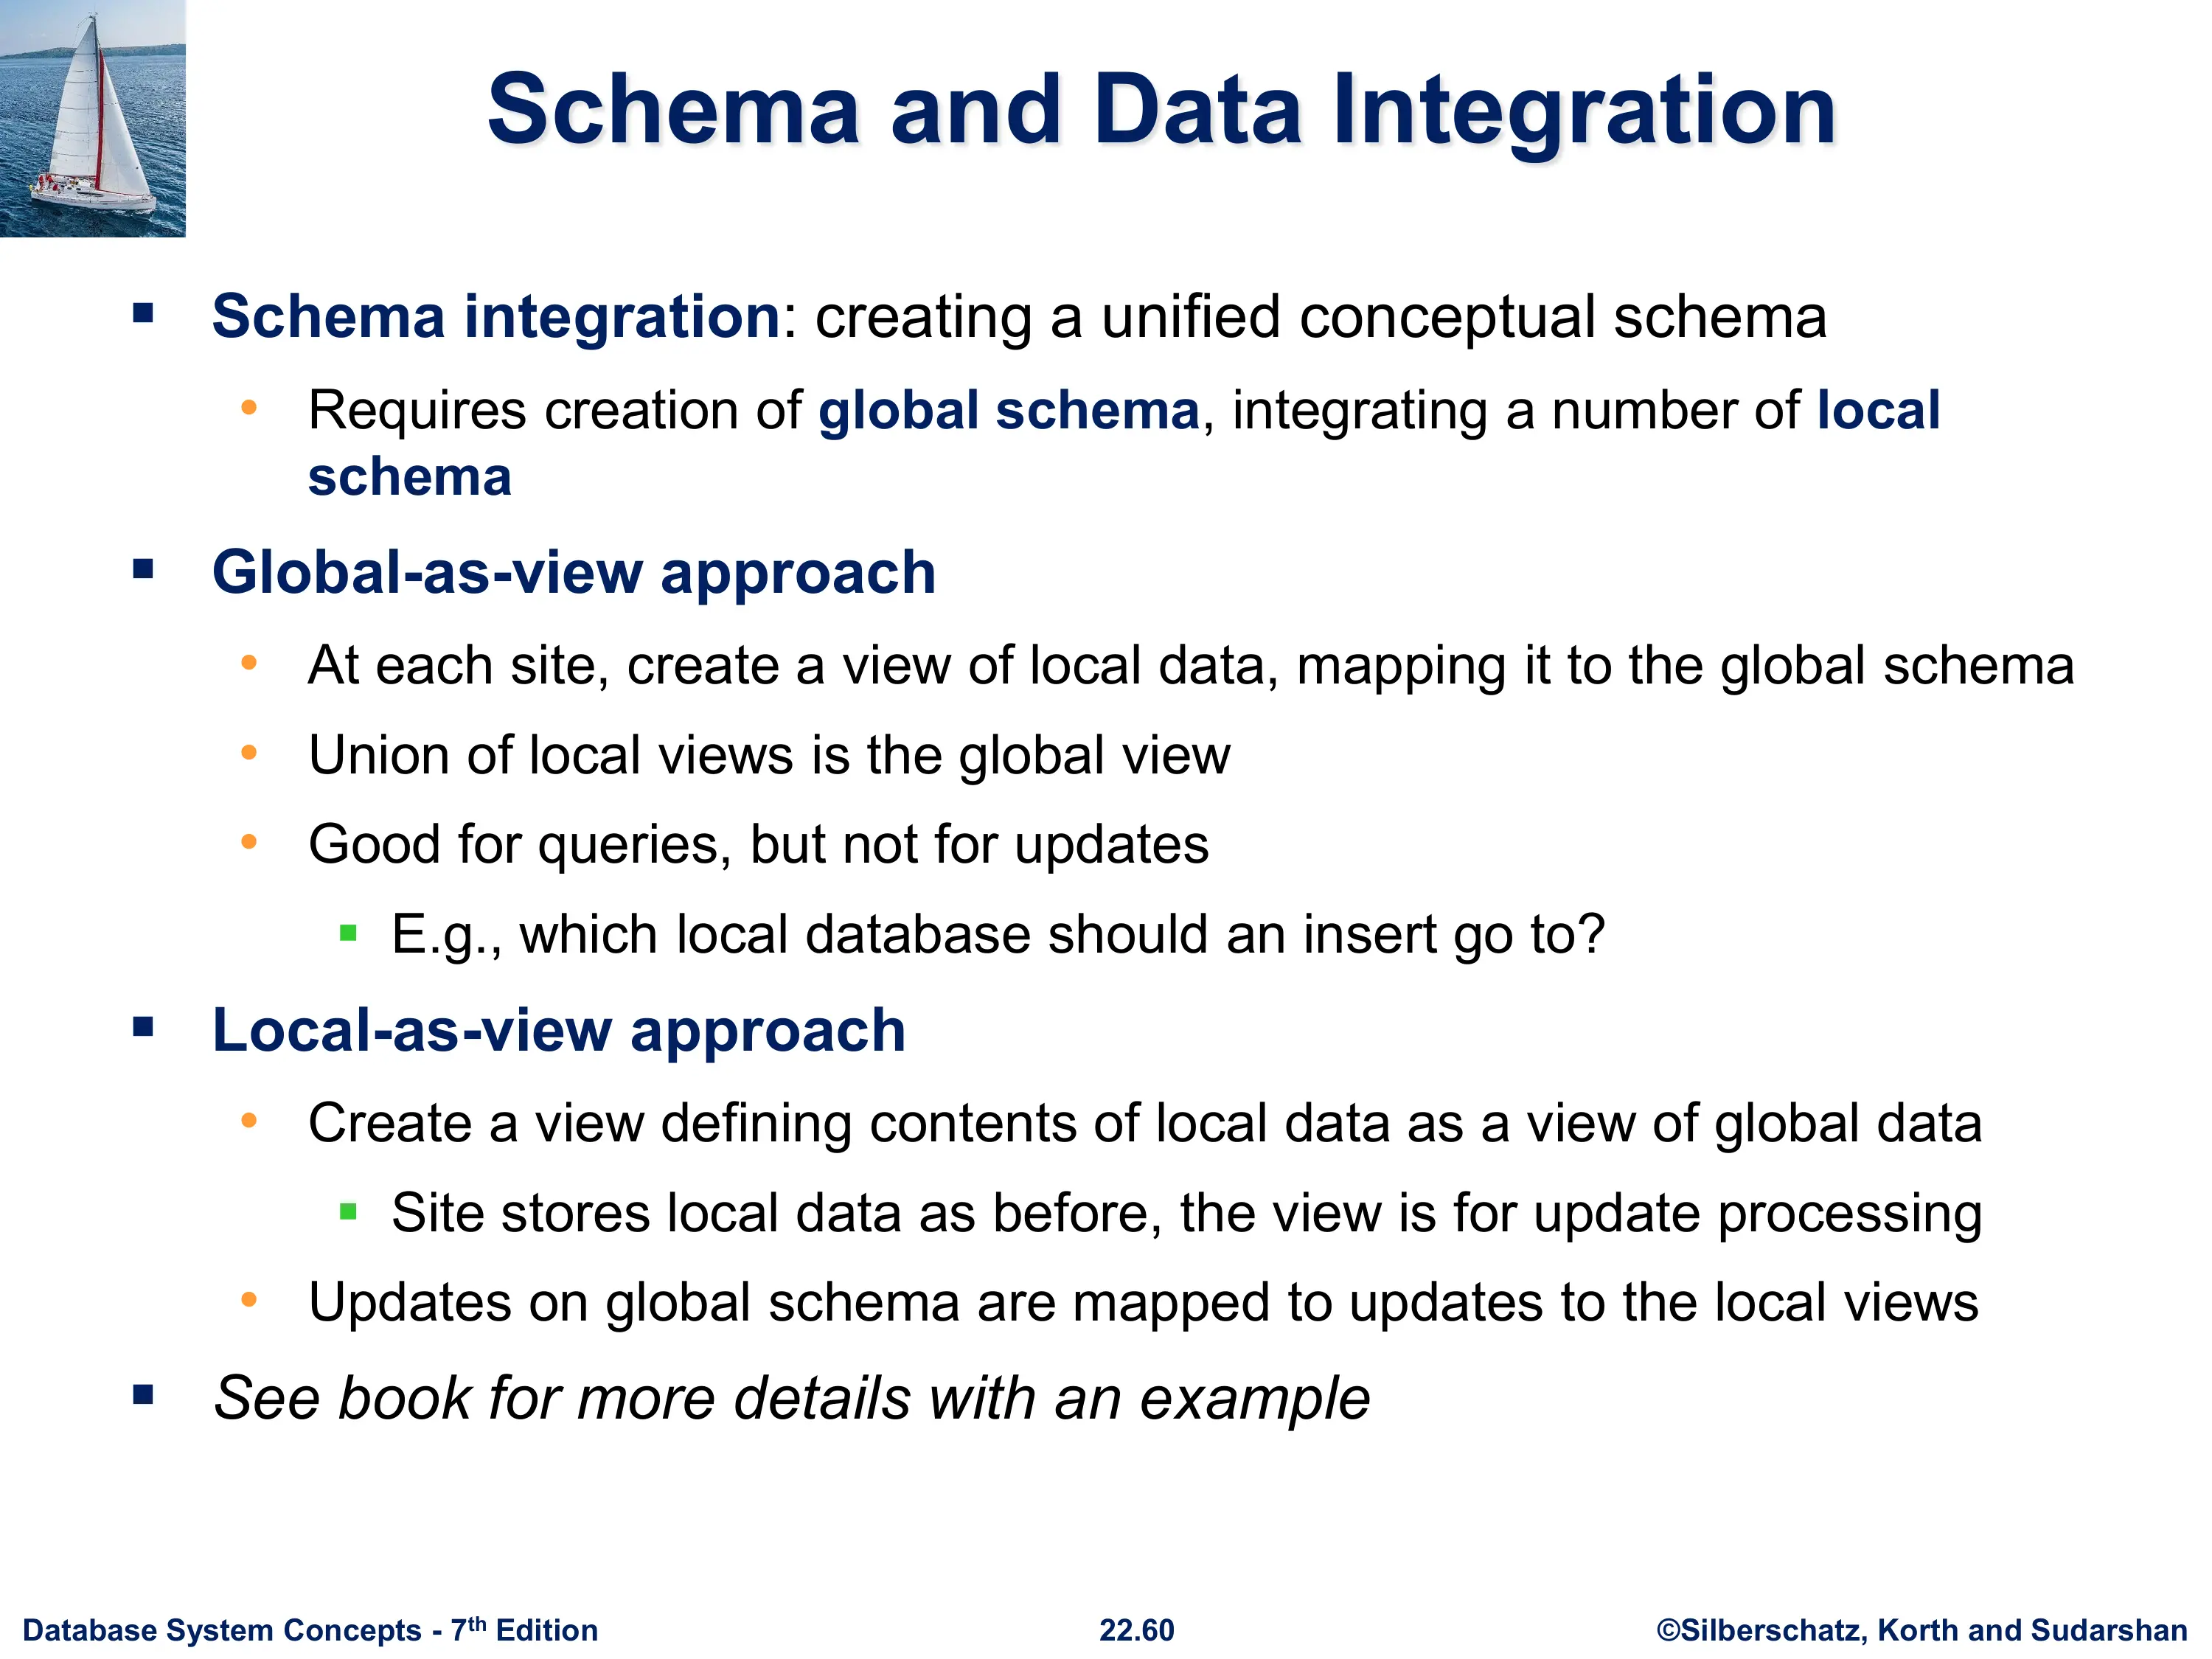 Schema and Data Integration
▪ Schema integration: creating a unified conceptual schema
• Requires creation of global schema, integrating a number of local
schema
▪ Global-as-view approach
• At each site, create a view of local data, mapping it to the global schema
• Union of local views is the global view
• Good for queries, but not for updates
▪ E.g., which local database should an insert go to?
▪ Local-as-view approach
• Create a view defining contents of local data as a view of global data
▪ Site stores local data as before, the view is for update processing
• Updates on global schema are mapped to updates to the local views
▪ See book for more details with an example
Database System Concepts - 7th Edition
22.60
©Silberschatz, Korth and Sudarshan